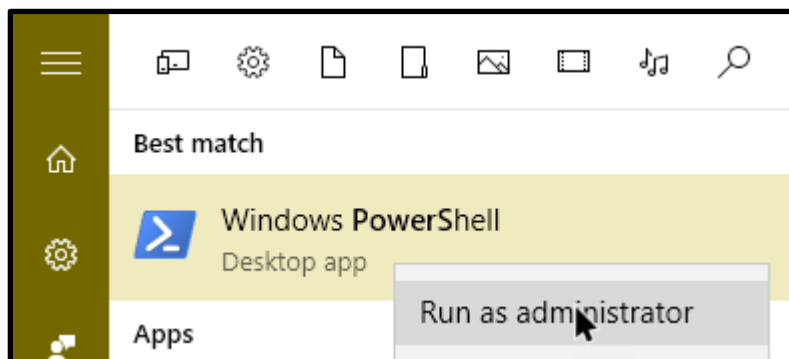 Best match
Windows PowerShell
Desktop app
Run as administrator
Apps